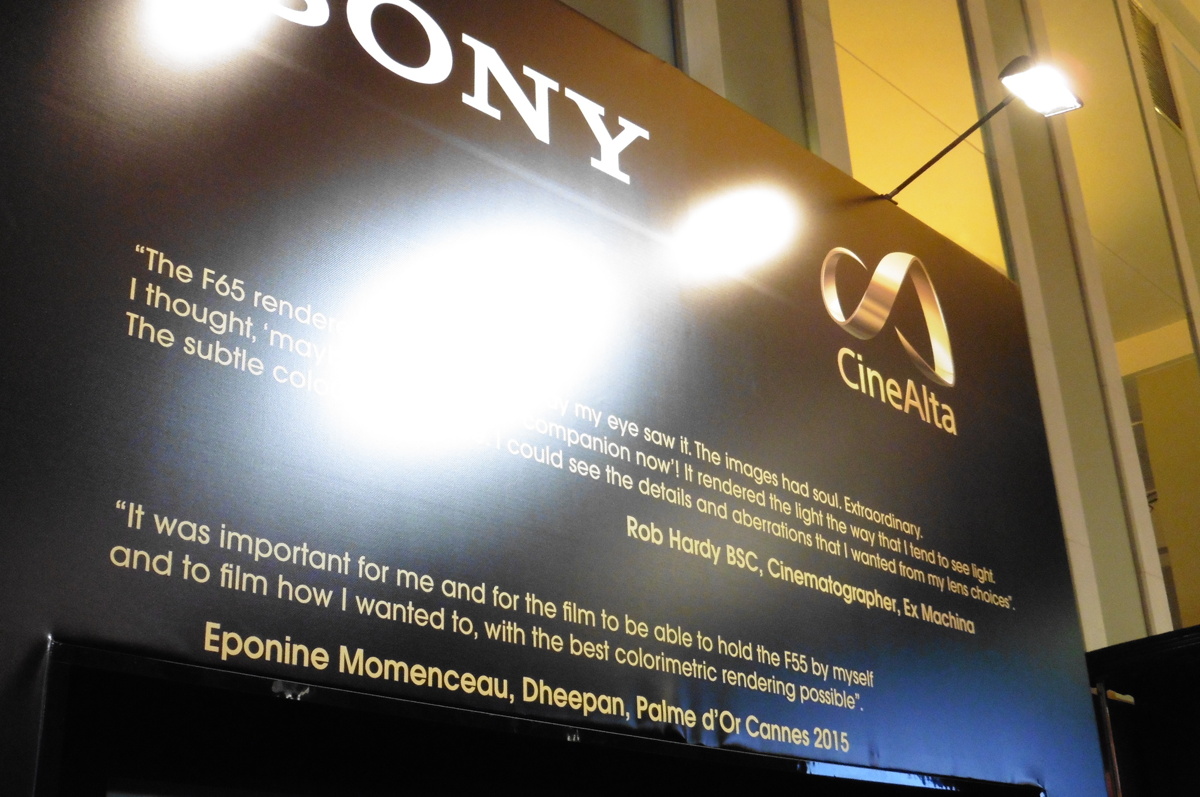 SONY
CineAlta
“The F65 render my eye saw it. The images had soul. Extraordinary.
I thought, ‘may companion now’! It rendered the light the way that I tend to see light.
The subtle I could see the details and aberrations that I wanted from my lens choices”.
Rob Hardy BSC, Cinematographer, Ex Machina
“It was important for me and for the film to be able to hold the F55 by myself
and to film how I wanted to, with the best colorimetric rendering possible”.
Eponine Momenceau, Dheepan, Palme d’Or Cannes 2015